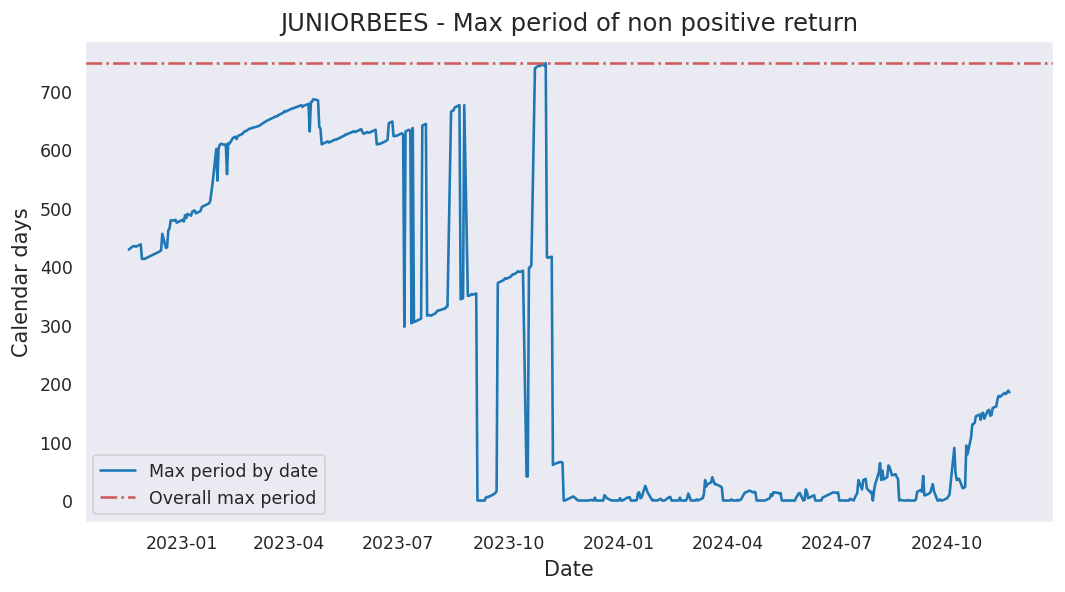 JUNIORBEES - Max period of non positive return
Calendar days
700
600
500
400
300
200
100
0
Max period by date
Overall max period
2023-01 2023-04 2023-07 2023-10 2024-01 2024-04 2024-07 2024-10
Date